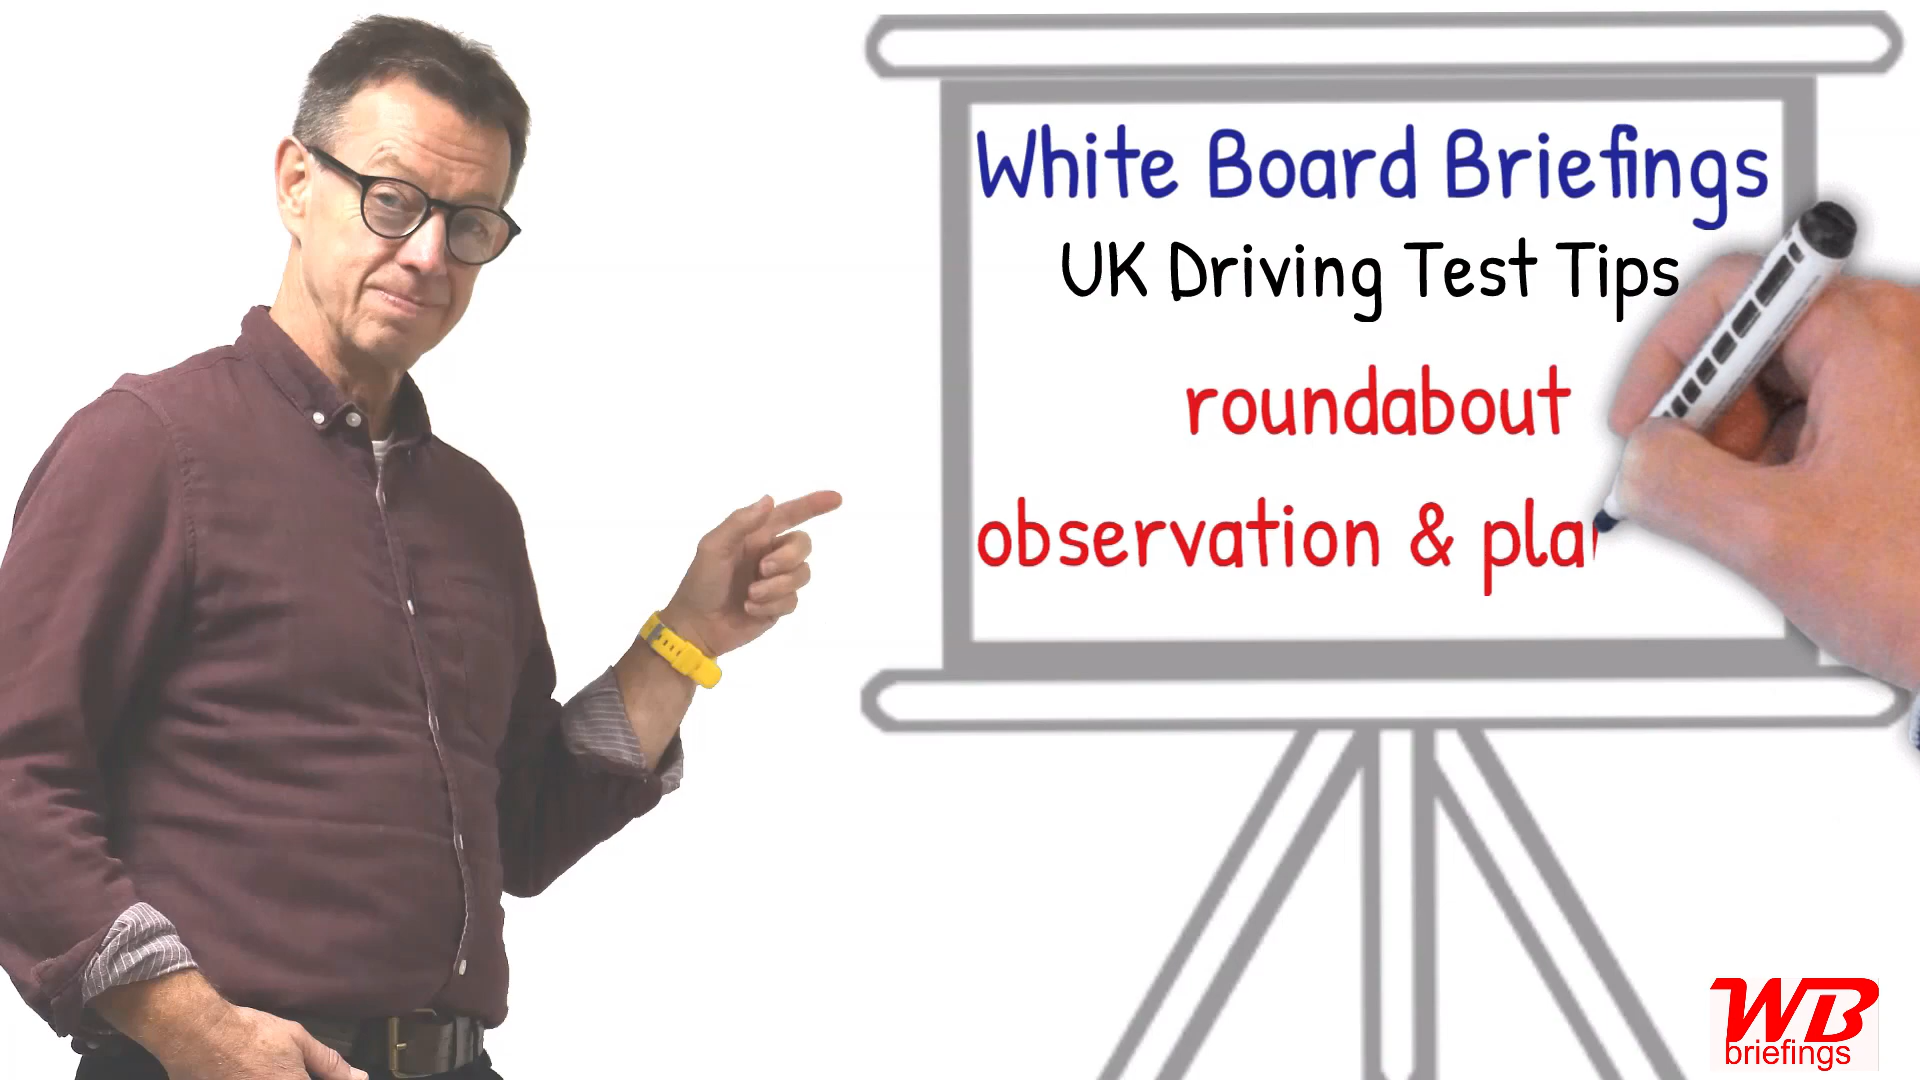 White Board Briefings
UK Driving Test Tips
roundabout
observation & pla
WB
briefings